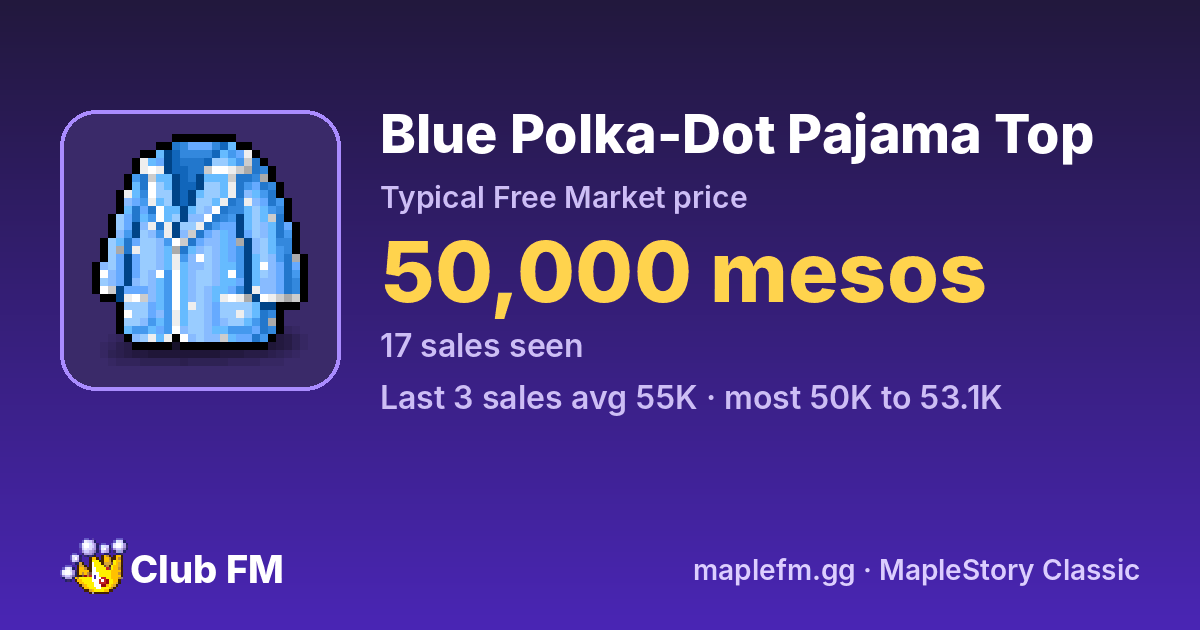 Blue Polka-Dot Pajama Top
Typical Free Market price
50,000 mesos
17 sales seen
Last 3 sales avg 55K · most 50K to 53.1K
Club FM
maplefm.gg · MapleStory Classic